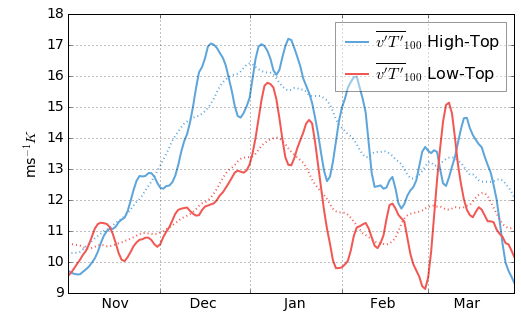 18
17
16
15
14
13
12
11
10
9
ms⁻¹K
v'T'₁₀₀ High-Top
v'T'₁₀₀ Low-Top
Nov Dec Jan Feb Mar